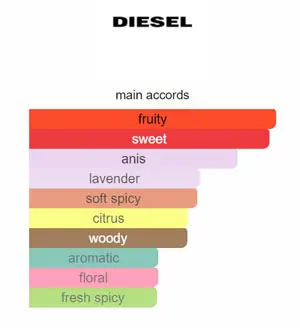 DIESEL
main accords
fruity
sweet
anis
lavender
soft spicy
citrus
woody
aromatic
floral
fresh spicy